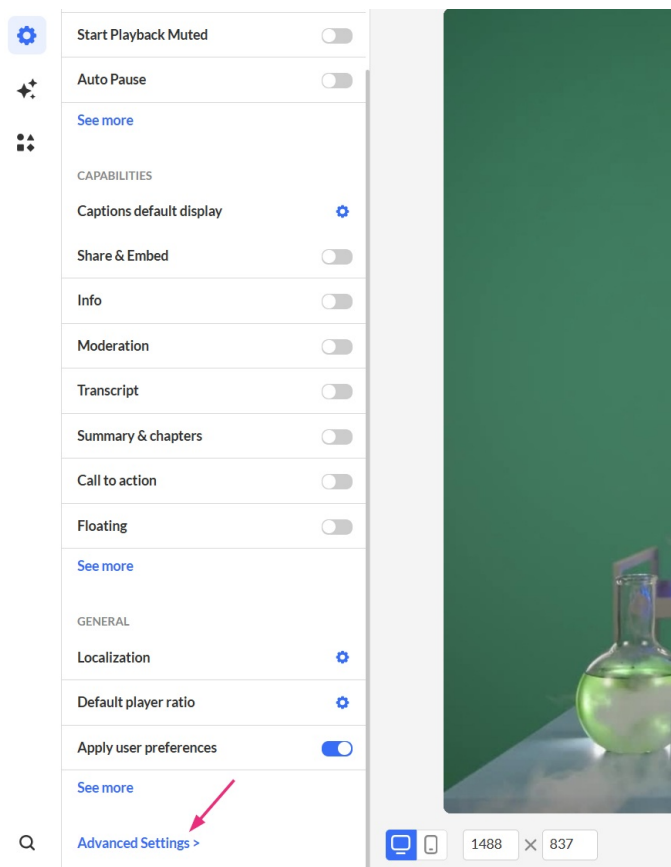 Start Playback Muted
Auto Pause
See more
CAPABILITIES
Captions default display
Share & Embed
Info
Moderation
Transcript
Summary & chapters
Call to action
Floating
See more
GENERAL
Localization
Default player ratio
Apply user preferences
See more
Advanced Settings >
1488 × 837